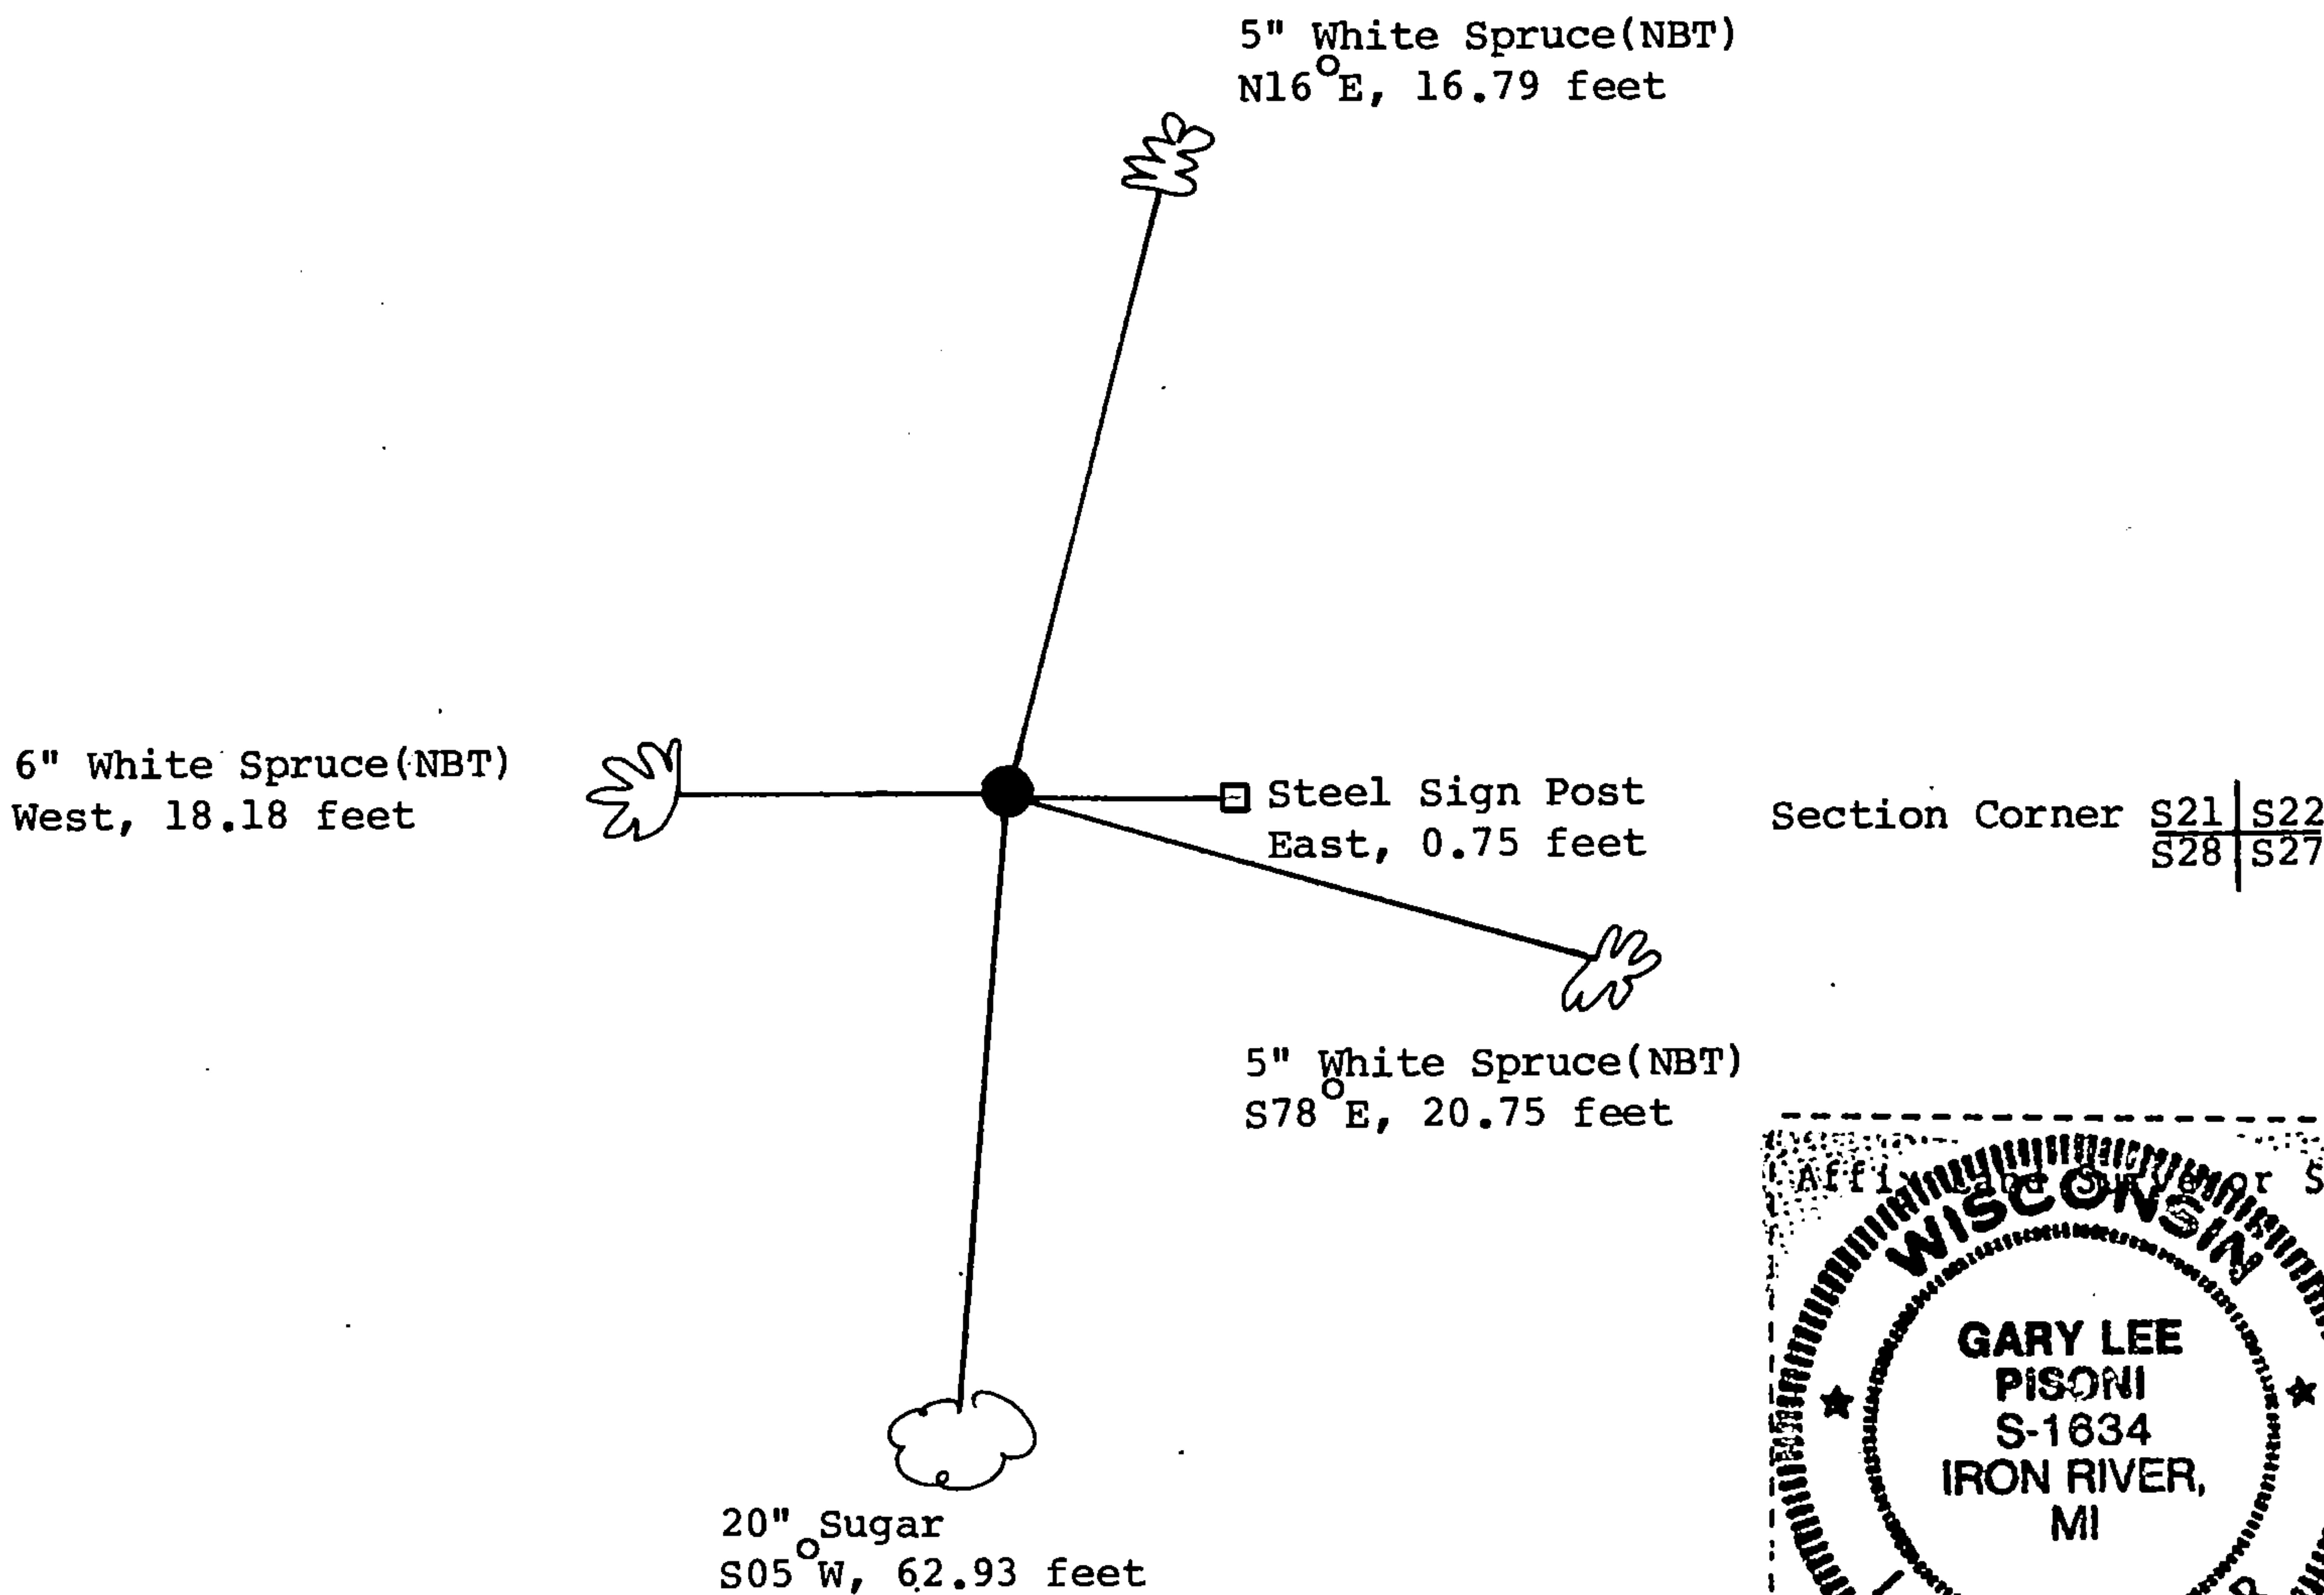 5" White Spruce(NBT)
N16°E, 16.79 feet
6" White Spruce(NBT)
West, 18.18 feet
Steel Sign Post
East, 0.75 feet
Section Corner S21|S22
S28|S27
5" White Spruce(NBT)
S78°E, 20.75 feet
20" Sugar
S05°W, 62.93 feet
WISCONSIN
GARY LEE
PISONI
S-1634
IRON RIVER,
MI